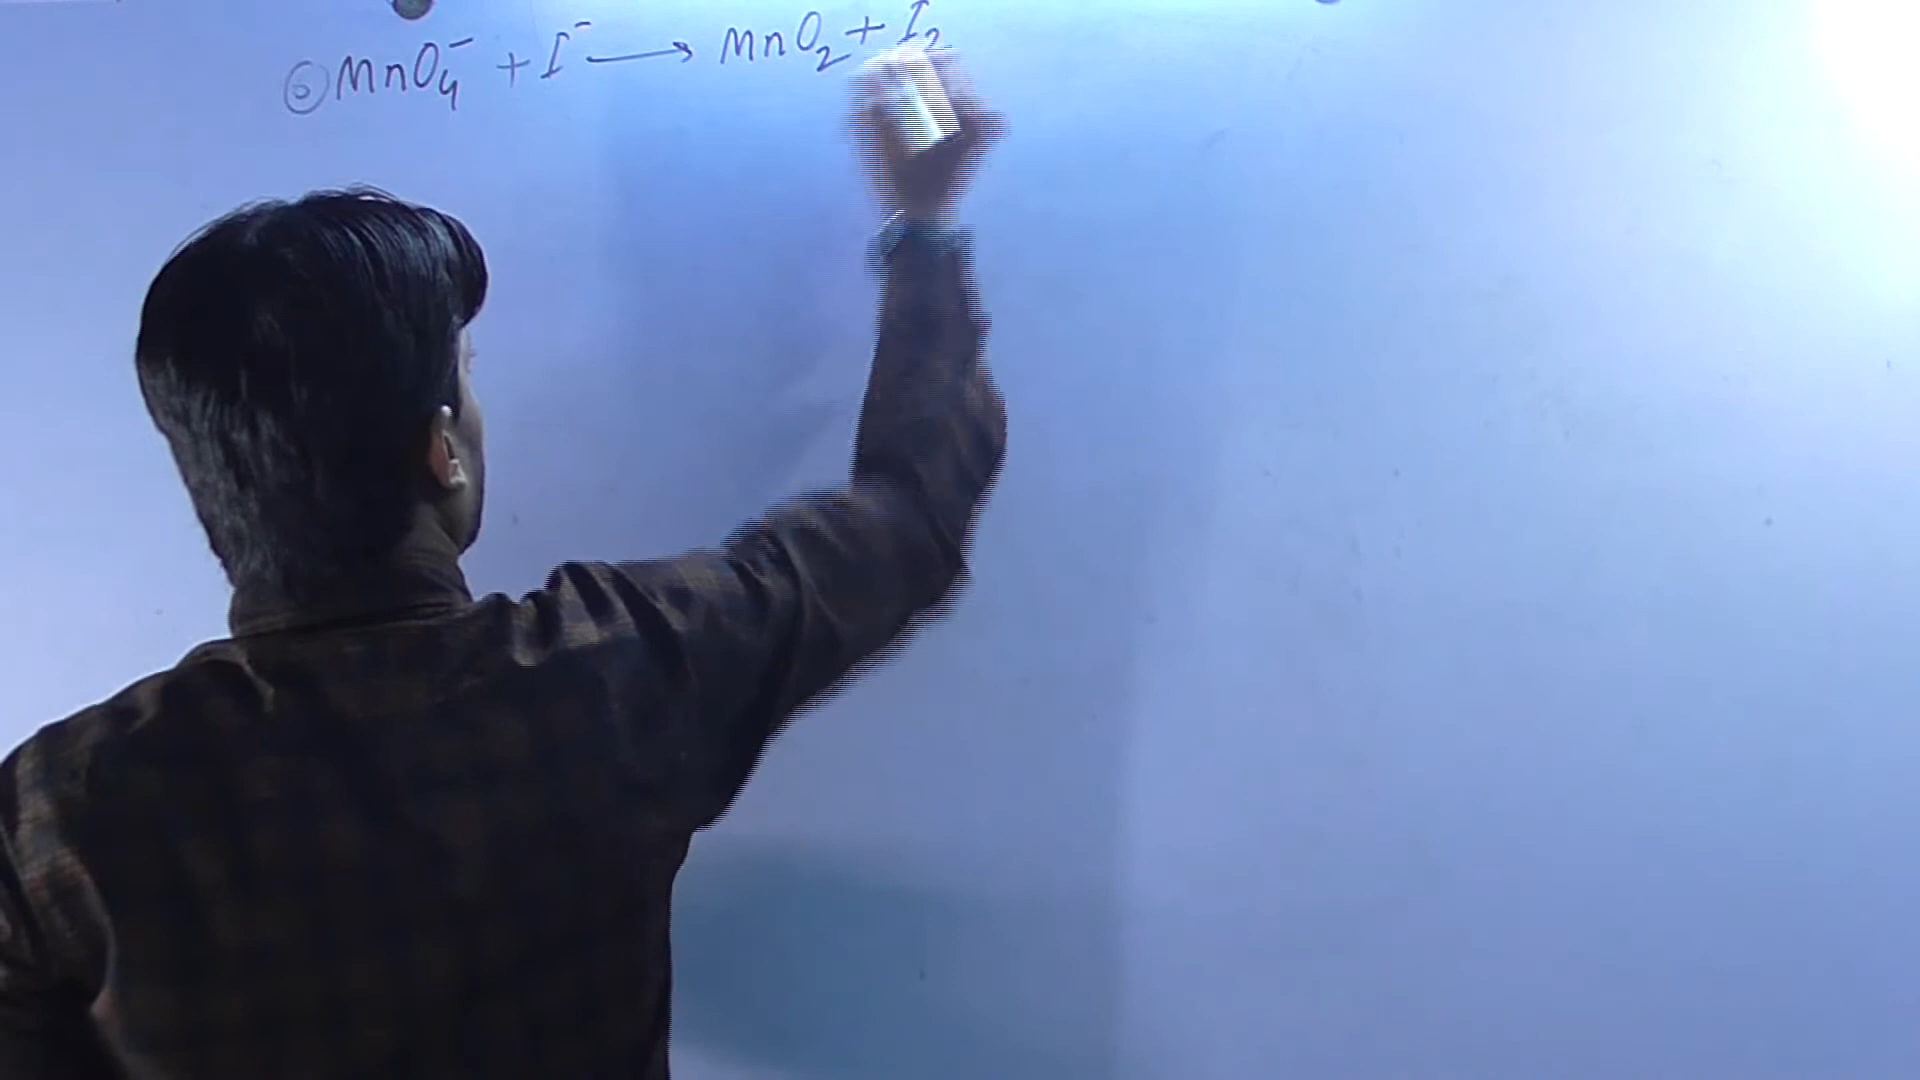 ⑥ MnO₄⁻ + I⁻ ⟶ MnO₂ + I₂